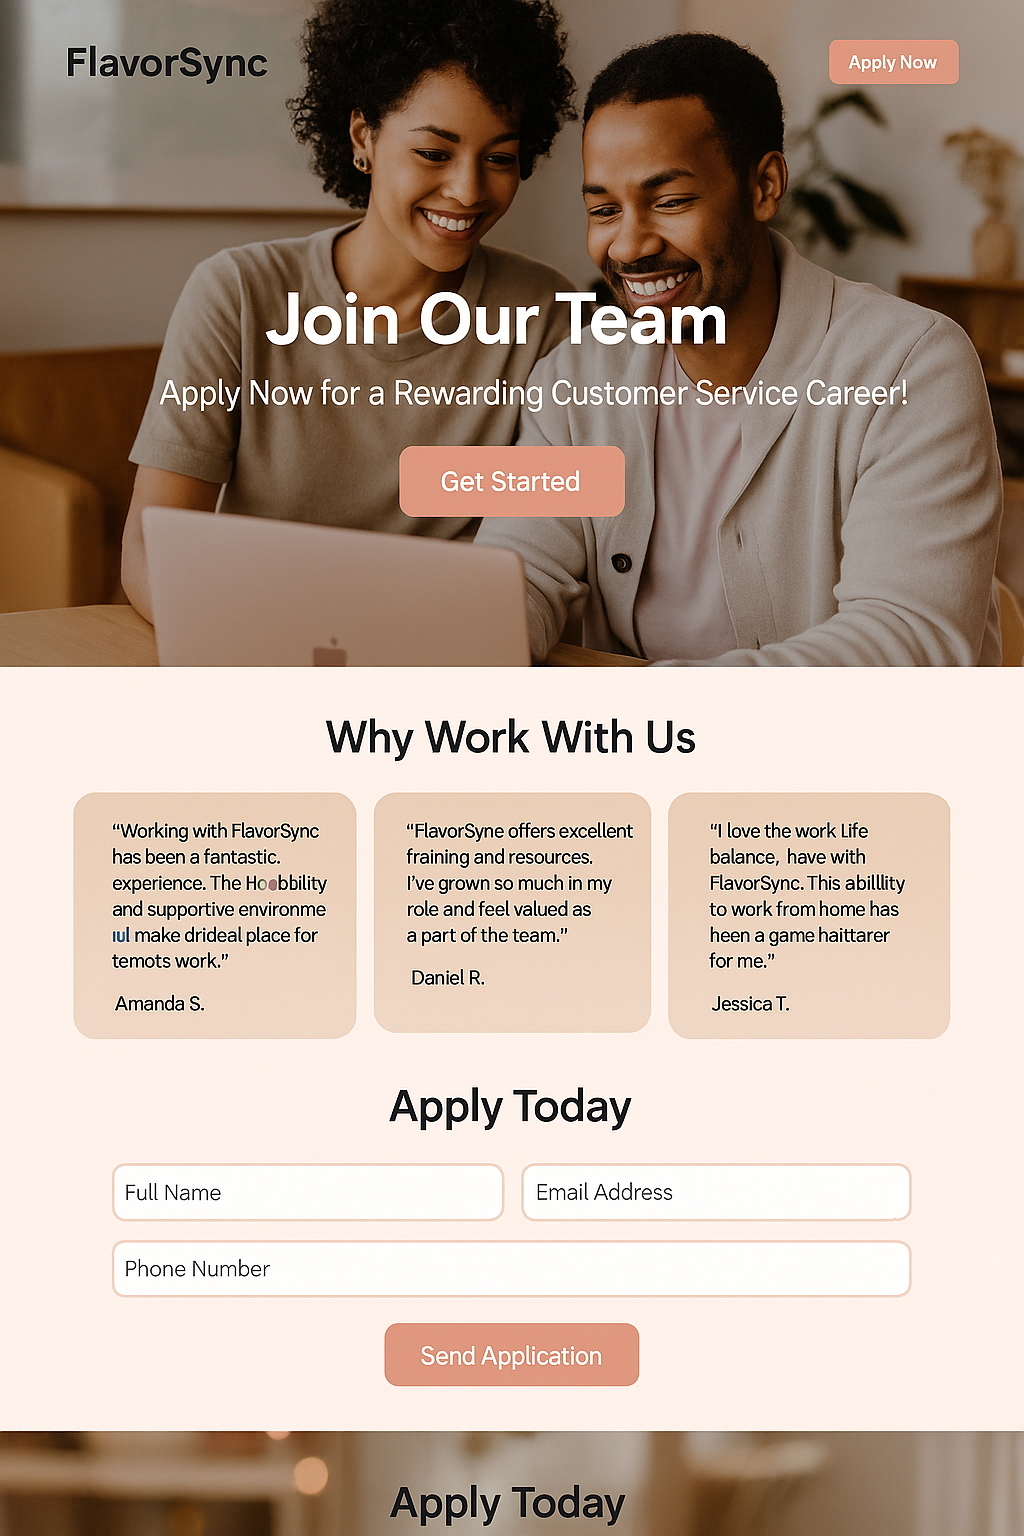 FlavorSync
Apply Now
Join Our Team
Apply Now for a Rewarding Customer Service Career!
Get Started
Why Work With Us
“Working with FlavorSync
has been a fantastic.
experience. The
and supportive environme
make drideal place for
temots work.”
Amanda S.
“FlavorSyne offers excellent
fraining and resources.
I’ve grown so much in my
role and feel valued as
a part of the team.”
Daniel R.
“I love the work Life
balance, have with
FlavorSync. This abilllity
to work from home has
heen a game haittarer
for me.”
Jessica T.
Apply Today
Full Name
Email Address
Phone Number
Send Application
Apply Today